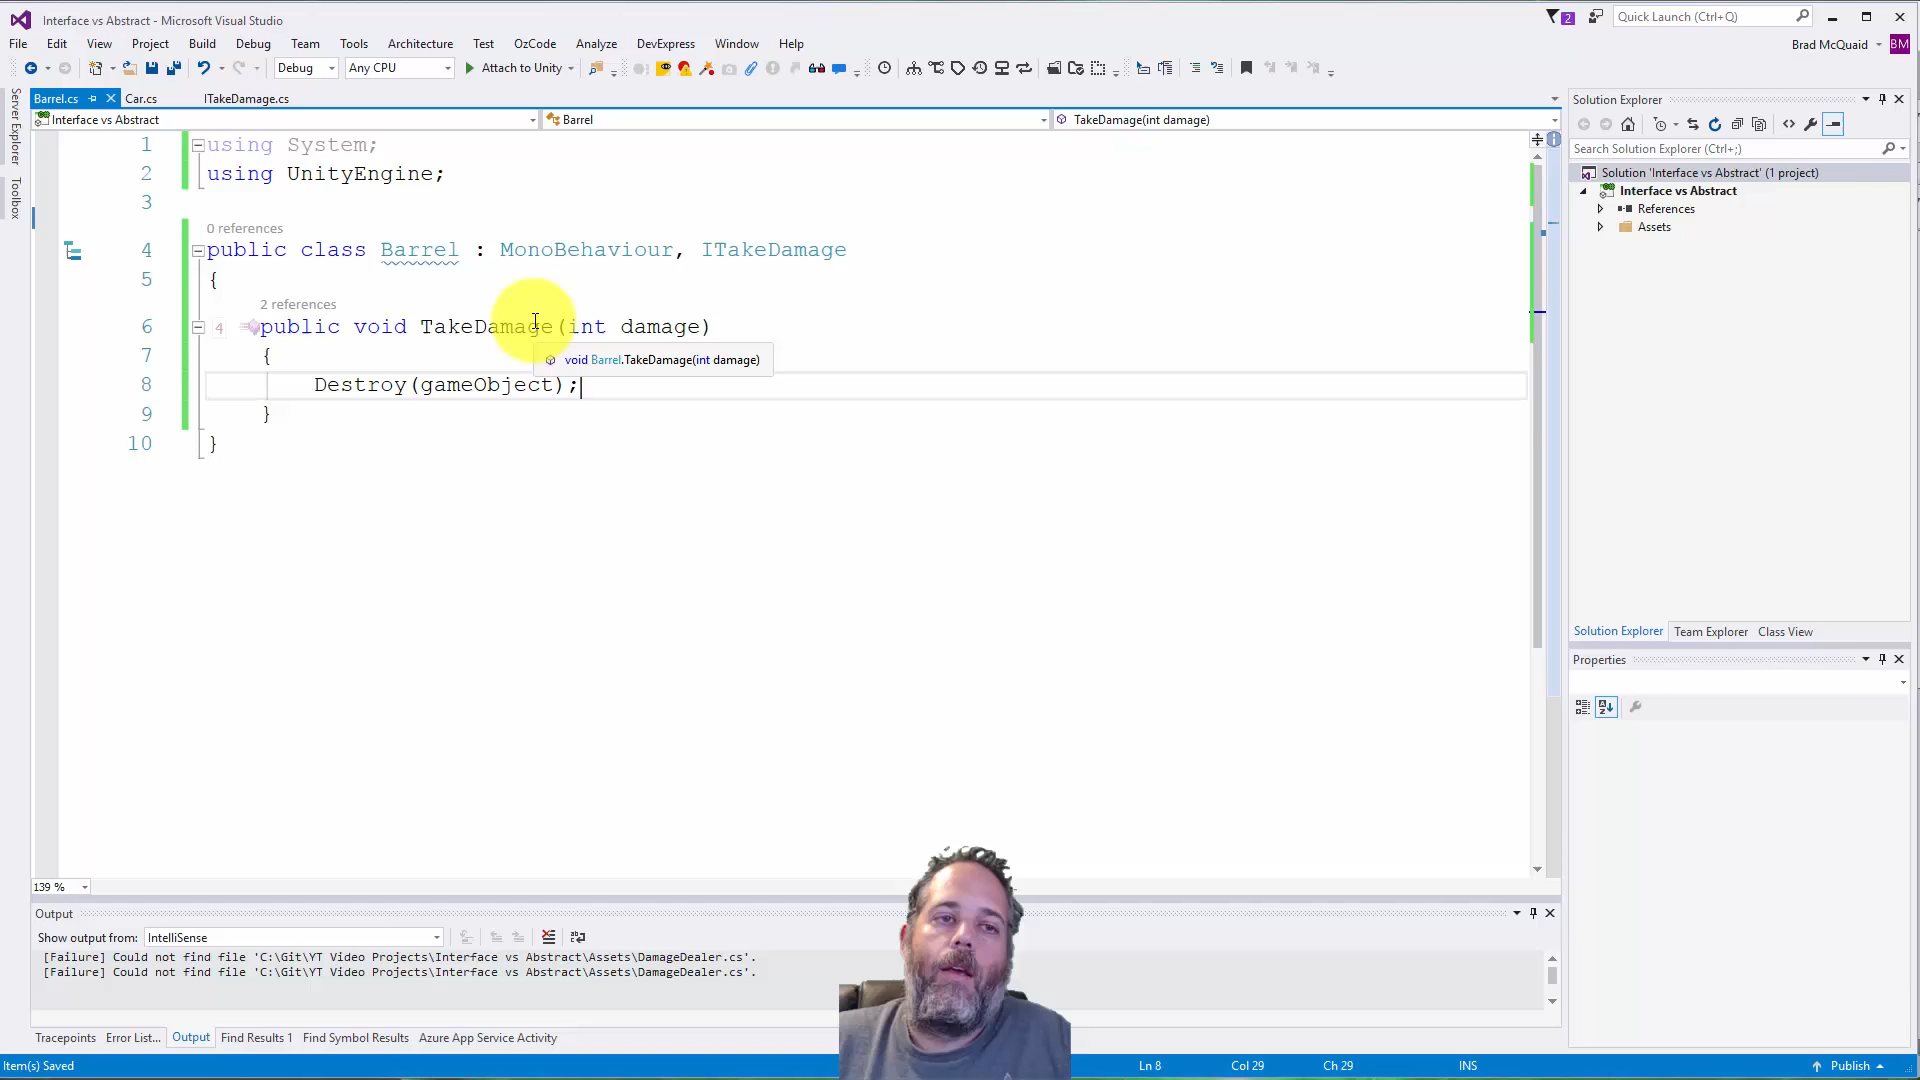 Interface vs Abstract - Microsoft Visual Studio
2
Quick Launch (Ctrl+Q)
File Edit View Project Build Debug Team Tools Architecture Test OzCode Analyze DevExpress Window Help
Brad McQuaid BM
Debug Any CPU Attach to Unity
Server Explorer
Toolbox
Barrel.cs Car.cs ITakeDamage.cs
Interface vs Abstract Barrel TakeDamage(int damage)
1 using System;
2 using UnityEngine;
3
0 references
4 public class Barrel : MonoBehaviour, ITakeDamage
5 {
2 references
6 4 public void TakeDamage(int damage)
7 {
void Barrel.TakeDamage(int damage)
8 Destroy(gameObject);
9 }
10 }
139 %
Output
Show output from: IntelliSense
[Failure] Could not find file 'C:\Git\YT Video Projects\Interface vs Abstract\Assets\DamageDealer.cs'.
[Failure] Could not find file 'C:\Git\YT Video Projects\Interface vs Abstract\Assets\DamageDealer.cs'.
Tracepoints Error List... Output Find Results 1 Find Symbol Results Azure App Service Activity
Item(s) Saved Ln 8 Col 29 Ch 29 INS Publish
Solution Explorer
Search Solution Explorer (Ctrl+;)
Solution 'Interface vs Abstract' (1 project)
Interface vs Abstract
References
Assets
Solution Explorer Team Explorer Class View
Properties